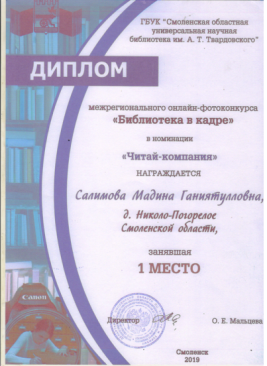 ГБУК "Смоленская областная
универсальная научная
библиотека им. А. Т. Твардовского"
ДИПЛОМ
межрегионального онлайн-фотоконкурса
«Библиотека в кадре»
в номинации
«Читай-компания»
НАГРАЖДАЕТСЯ
Салимова Мадина Ганиятулловна,
д. Николо-Погорелое
Смоленской области,
занявшая
1 МЕСТО
Canon
Директор
О. Е. Мальцева
Смоленск
2019